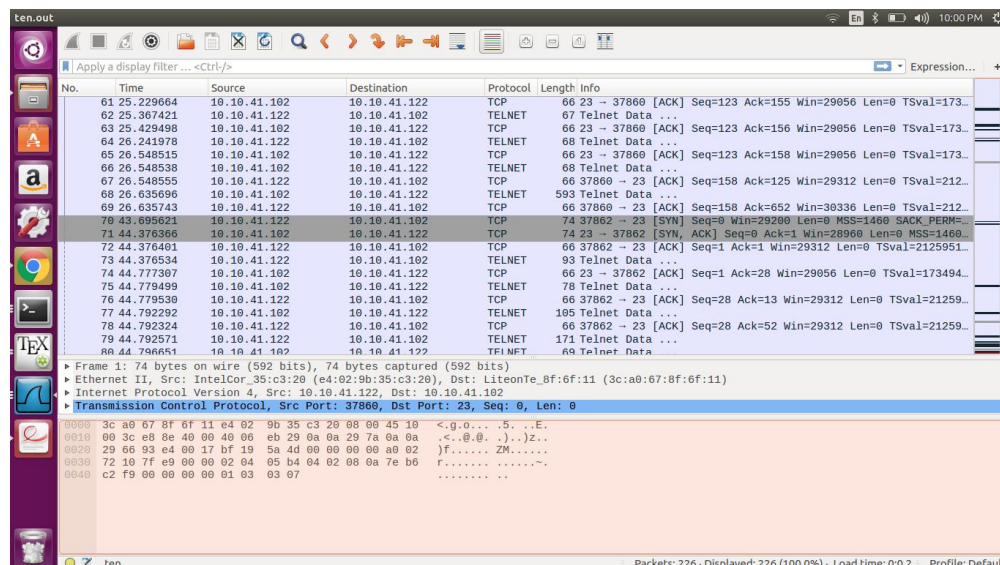 ten.out
En
10:00 PM
Apply a display filter ... <Ctrl-/>
Expression...
+
No. Time Source Destination Protocol Length Info
61 25.229664 10.10.41.102 10.10.41.122 TCP 66 23 → 37860 [ACK] Seq=123 Ack=155 Win=29056 Len=0 TSval=173…
62 25.367421 10.10.41.122 10.10.41.102 TELNET 67 Telnet Data ...
63 25.429498 10.10.41.102 10.10.41.122 TCP 66 23 → 37860 [ACK] Seq=123 Ack=156 Win=29056 Len=0 TSval=173…
64 26.241978 10.10.41.122 10.10.41.102 TELNET 68 Telnet Data ...
65 26.548515 10.10.41.102 10.10.41.122 TCP 66 23 → 37860 [ACK] Seq=123 Ack=158 Win=29056 Len=0 TSval=173…
66 26.548538 10.10.41.102 10.10.41.122 TELNET 68 Telnet Data ...
67 26.548555 10.10.41.122 10.10.41.102 TCP 66 37860 → 23 [ACK] Seq=158 Ack=125 Win=29312 Len=0 TSval=212…
68 26.635696 10.10.41.102 10.10.41.122 TELNET 593 Telnet Data ...
69 26.635743 10.10.41.122 10.10.41.102 TCP 66 37860 → 23 [ACK] Seq=158 Ack=652 Win=30336 Len=0 TSval=212…
70 43.695621 10.10.41.122 10.10.41.102 TCP 74 37862 → 23 [SYN] Seq=0 Win=29200 Len=0 MSS=1460 SACK_PERM=…
71 44.376366 10.10.41.102 10.10.41.122 TCP 74 23 → 37862 [SYN, ACK] Seq=0 Ack=1 Win=28960 Len=0 MSS=1460…
72 44.376401 10.10.41.122 10.10.41.102 TCP 66 37862 → 23 [ACK] Seq=1 Ack=1 Win=29312 Len=0 TSval=2125951…
73 44.376534 10.10.41.122 10.10.41.102 TELNET 93 Telnet Data ...
74 44.777307 10.10.41.102 10.10.41.122 TCP 66 23 → 37862 [ACK] Seq=1 Ack=28 Win=29056 Len=0 TSval=173494…
75 44.779499 10.10.41.102 10.10.41.122 TELNET 78 Telnet Data ...
76 44.779530 10.10.41.122 10.10.41.102 TCP 66 37862 → 23 [ACK] Seq=28 Ack=13 Win=29312 Len=0 TSval=21259…
77 44.792292 10.10.41.102 10.10.41.122 TELNET 105 Telnet Data ...
78 44.792324 10.10.41.122 10.10.41.102 TCP 66 37862 → 23 [ACK] Seq=28 Ack=52 Win=29312 Len=0 TSval=21259…
79 44.792571 10.10.41.122 10.10.41.102 TELNET 171 Telnet Data ...
80 44.796651 10.10.41.102 10.10.41.122 TELNET 69 Telnet Data ...
Frame 1: 74 bytes on wire (592 bits), 74 bytes captured (592 bits)
Ethernet II, Src: IntelCor_35:c3:20 (e4:02:9b:35:c3:20), Dst: LiteonTe_8f:6f:11 (3c:a0:67:8f:6f:11)
Internet Protocol Version 4, Src: 10.10.41.122, Dst: 10.10.41.102
Transmission Control Protocol, Src Port: 37860, Dst Port: 23, Seq: 0, Len: 0
0000 3c a0 67 8f 6f 11 e4 02 9b 35 c3 20 08 00 45 10 <.g.o... .5. ..E.
0010 00 3c e8 8e 40 00 40 06 eb 29 0a 0a 29 7a 0a 0a .<..@.@. .)..)z..
0020 29 66 93 e4 00 17 bf 19 5a 4d 00 00 00 00 a0 02 )f...... ZM......
0030 72 10 7f e9 00 00 02 04 05 b4 04 02 08 0a 7e b6 r....... ......~.
0040 c2 f9 00 00 00 00 01 03 03 07 ........ ..
ten
Packets: 226 · Displayed: 226 (100.0%) · Load time: 0:0.2
Profile: Defaul
a
>_
TEX